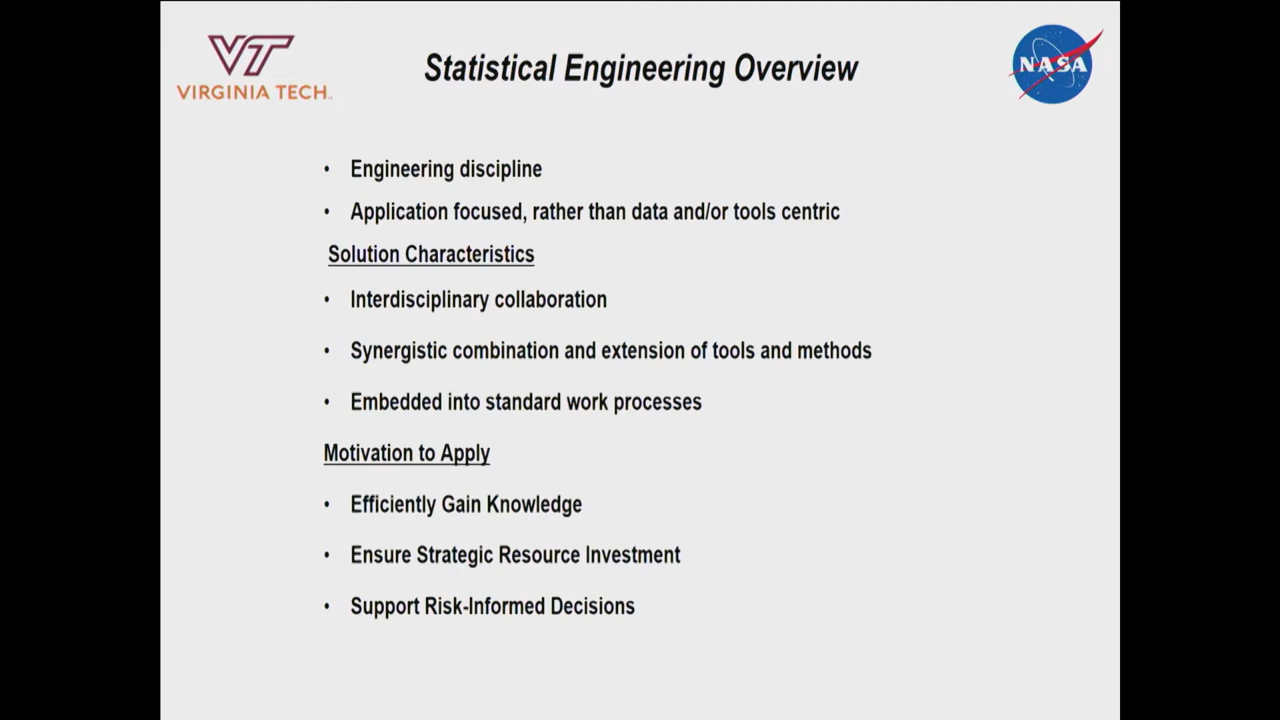 VT
VIRGINIA TECH
Statistical Engineering Overview
NASA
• Engineering discipline
• Application focused, rather than data and/or tools centric
Solution Characteristics
• Interdisciplinary collaboration
• Synergistic combination and extension of tools and methods
• Embedded into standard work processes
Motivation to Apply
• Efficiently Gain Knowledge
• Ensure Strategic Resource Investment
• Support Risk-Informed Decisions